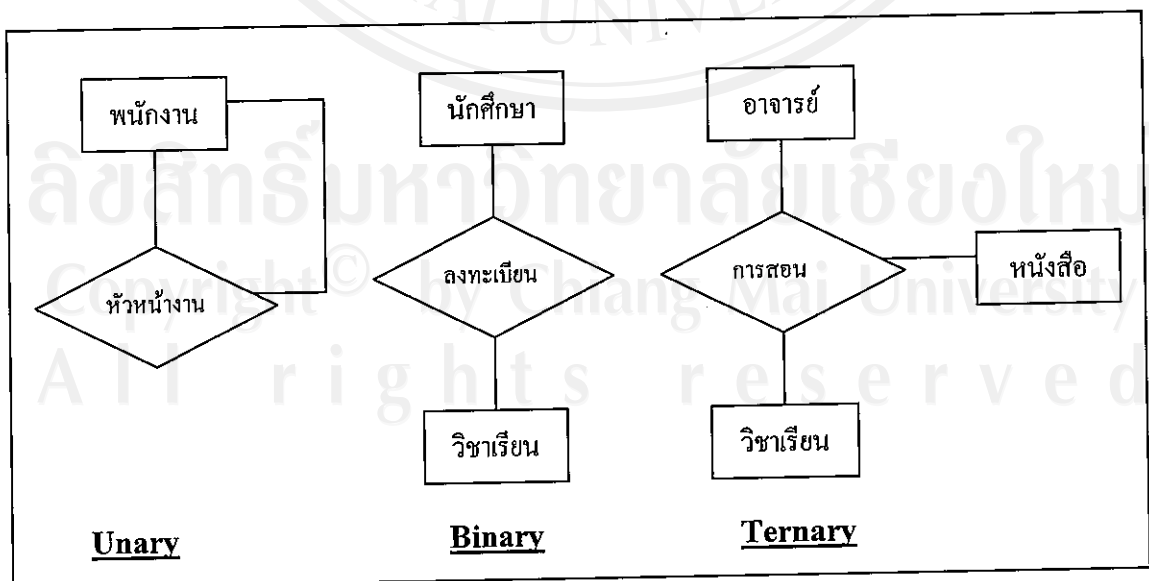 MAI UNIVE
พนักงาน
หัวหน้างาน
Unary
นักศึกษา
ลงทะเบียน
วิชาเรียน
Binary
อาจารย์
การสอน
หนังสือ
วิชาเรียน
Ternary
ลิขสิทธิ์มหาวิทยาลัยเชียงใหม่
Copyright© by Chiang Mai University
All rights reserved